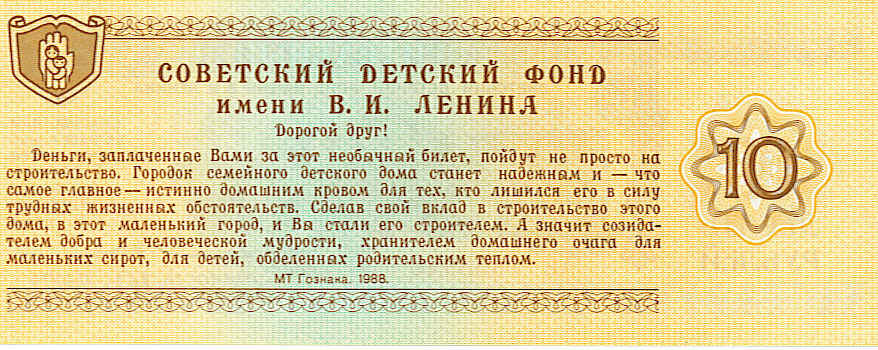 СОВЕТСКИЙ ДЕТСКИЙ ФОНД
имени В. И. ЛЕНИНА
Дорогой друг!
Деньги, заплаченные Вами за этот необычный билет, пойдут не просто на
строительство. Городок семейного детского дома станет надежным и — что
самое главное — истинно домашним кровом для тех, кто лишился его в силу
трудных жизненных обстоятельств. Сделав свой вклад в строительство этого
дома, в этот маленький город, и Вы стали его строителем. А значит созида-
телем добра и человеческой мудрости, хранителем домашнего очага для
маленьких сирот, для детей, обделенных родительским теплом.
МТ Гознака. 1988.
10